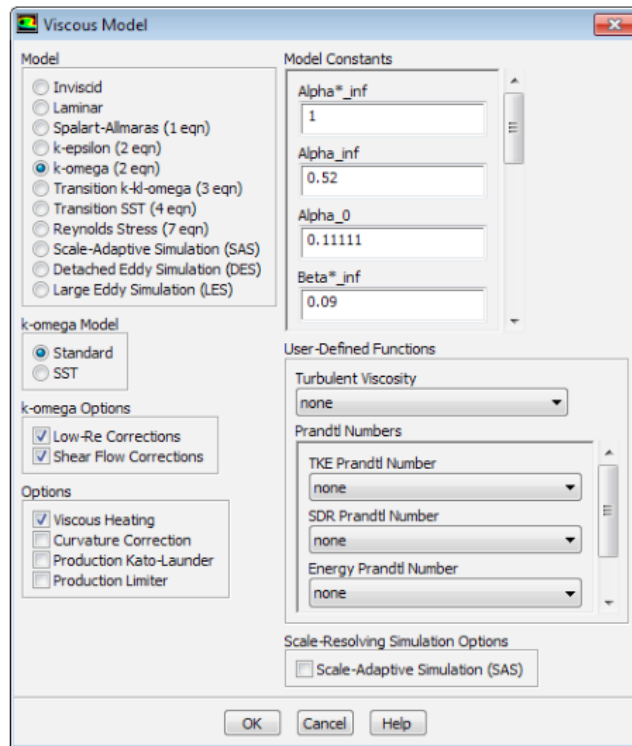 Viscous Model
Model
Inviscid
Laminar
Spalart-Allmaras (1 eqn)
k-epsilon (2 eqn)
k-omega (2 eqn)
Transition k-kl-omega (3 eqn)
Transition SST (4 eqn)
Reynolds Stress (7 eqn)
Scale-Adaptive Simulation (SAS)
Detached Eddy Simulation (DES)
Large Eddy Simulation (LES)
k-omega Model
Standard
SST
k-omega Options
Low-Re Corrections
Shear Flow Corrections
Options
Viscous Heating
Curvature Correction
Production Kato-Launder
Production Limiter
Model Constants
Alpha*_inf
1
Alpha_inf
0.52
Alpha_0
0.11111
Beta*_inf
0.09
User-Defined Functions
Turbulent Viscosity
none
Prandtl Numbers
TKE Prandtl Number
none
SDR Prandtl Number
none
Energy Prandtl Number
none
Scale-Resolving Simulation Options
Scale-Adaptive Simulation (SAS)
OK
Cancel
Help